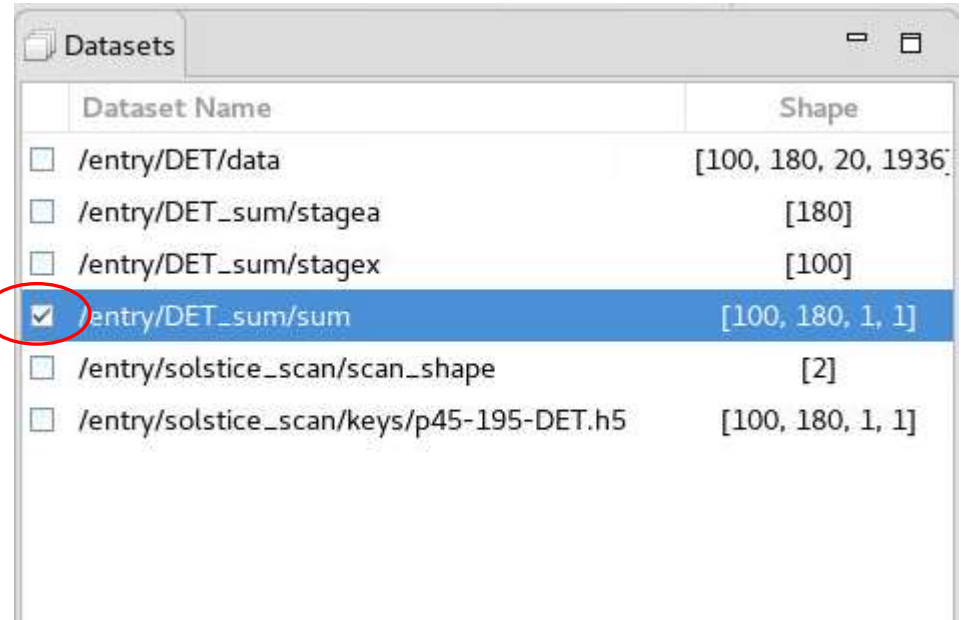 Datasets
Dataset Name Shape
/entry/DET/data [100, 180, 20, 1936]
/entry/DET_sum/stagea [180]
/entry/DET_sum/stagex [100]
/entry/DET_sum/sum [100, 180, 1, 1]
/entry/solstice_scan/scan_shape [2]
/entry/solstice_scan/keys/p45-195-DET.h5 [100, 180, 1, 1]